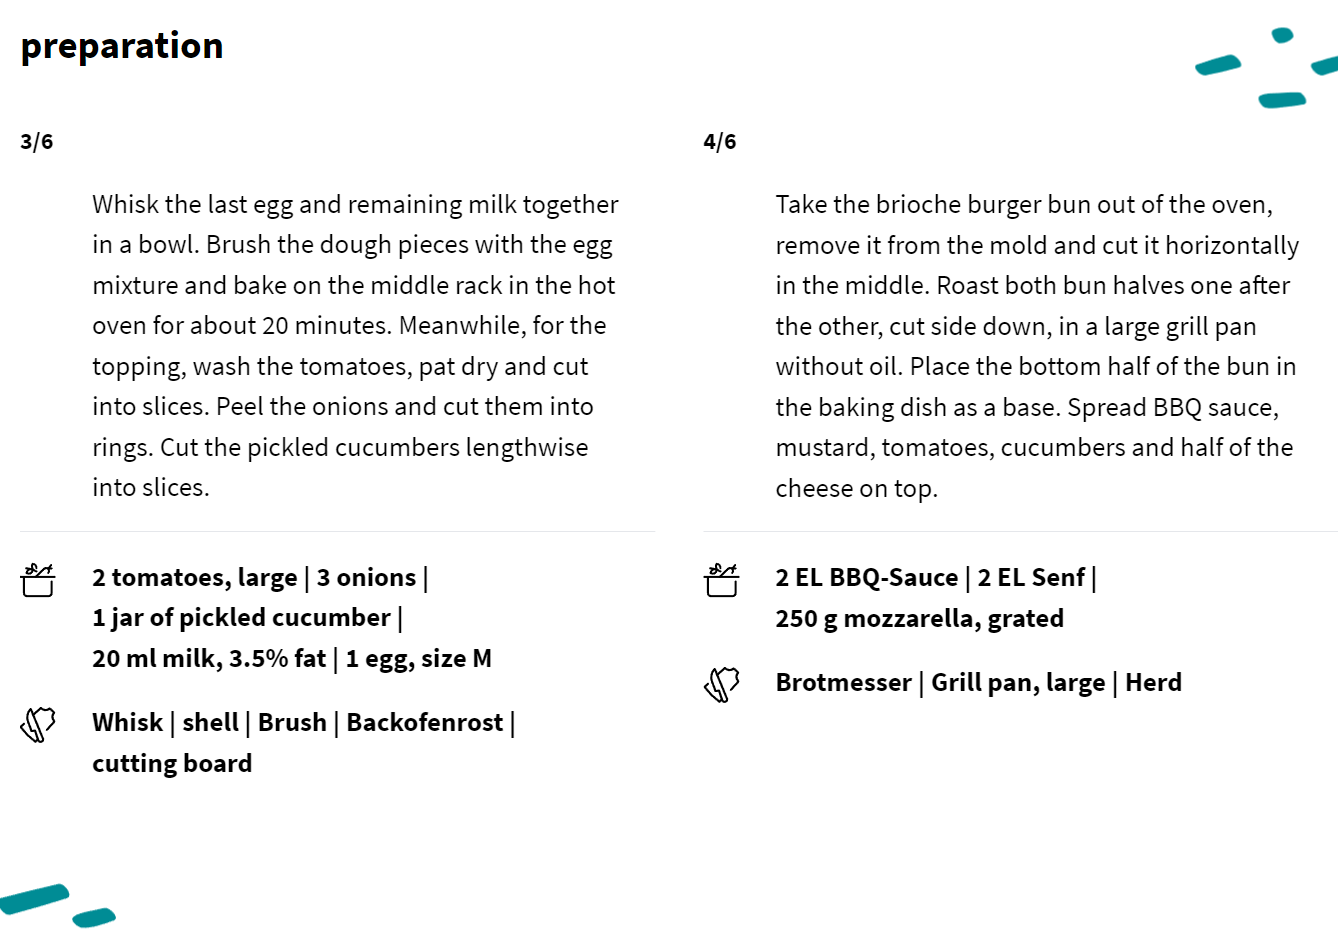 preparation
3/6
Whisk the last egg and remaining milk together
in a bowl. Brush the dough pieces with the egg
mixture and bake on the middle rack in the hot
oven for about 20 minutes. Meanwhile, for the
topping, wash the tomatoes, pat dry and cut
into slices. Peel the onions and cut them into
rings. Cut the pickled cucumbers lengthwise
into slices.
2 tomatoes, large | 3 onions |
1 jar of pickled cucumber |
20 ml milk, 3.5% fat | 1 egg, size M
Whisk | shell | Brush | Backofenrost |
cutting board
4/6
Take the brioche burger bun out of the oven,
remove it from the mold and cut it horizontally
in the middle. Roast both bun halves one after
the other, cut side down, in a large grill pan
without oil. Place the bottom half of the bun in
the baking dish as a base. Spread BBQ sauce,
mustard, tomatoes, cucumbers and half of the
cheese on top.
2 EL BBQ-Sauce | 2 EL Senf |
250 g mozzarella, grated
Brotmesser | Grill pan, large | Herd